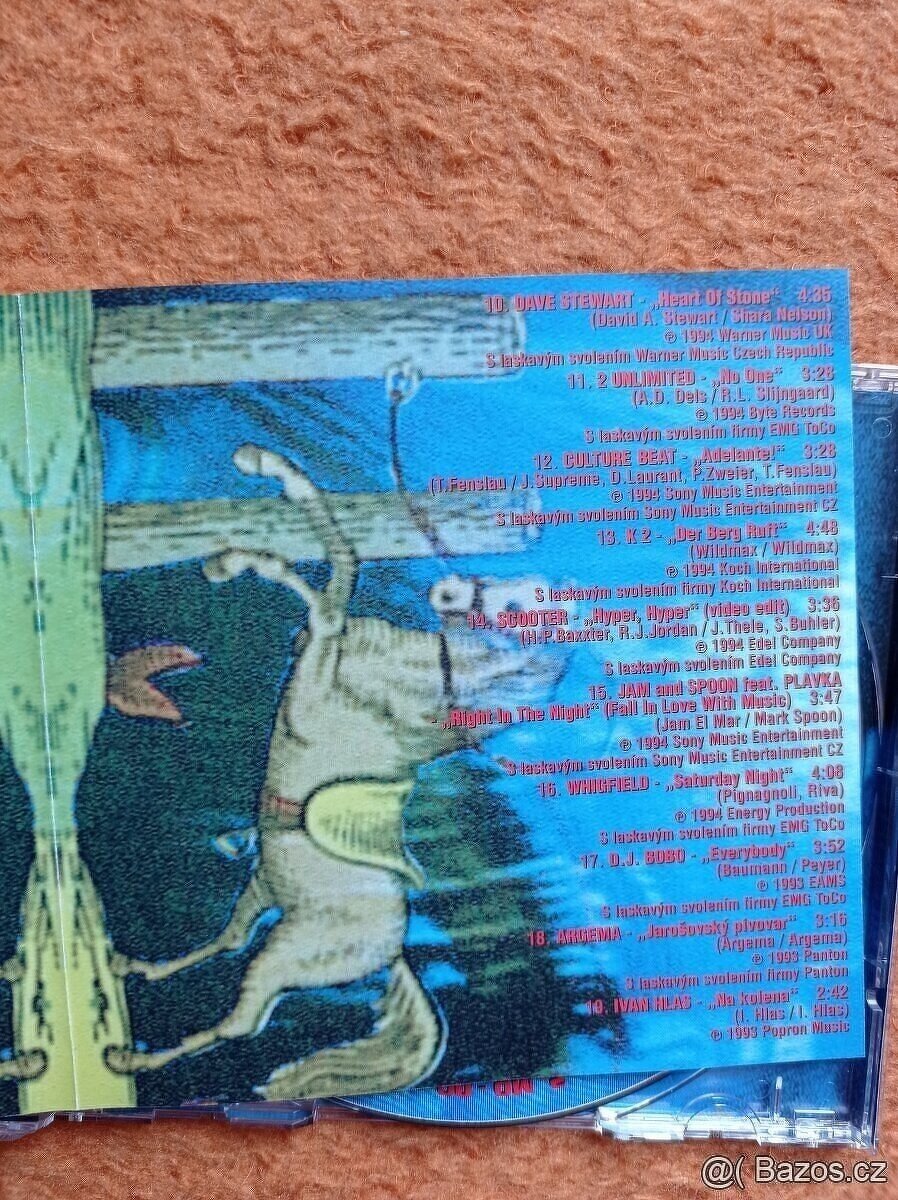 10. DAVE STEWART - „Heart Of Stone“ 4:35
(David A. Stewart / Shara Nelson)
℗ 1994 Warner Music UK
S laskavým svolením Warner Music Czech Republic
11. 2 UNLIMITED - „No One“ 3:26
(A.D. Dels / R.L. Slijngaard)
℗ 1994 Byte Records
S laskavým svolením firmy EMG ToCo
12. CULTURE BEAT - „Adelante!“ 3:28
(T.Fenslau / J.Supreme, D.Laurant, P.Zweier, T.Fenslau)
℗ 1994 Sony Music Entertainment
S laskavým svolením Sony Music Entertainment CZ
13. K 2 - „Der Berg Ruft“ 4:48
(Wildmax / Wildmax)
℗ 1994 Koch International
S laskavým svolením firmy Koch International
14. SCOOTER - „Hyper, Hyper“ (video edit) 3:36
(H.P.Baxxter, R.J.Jordan / J.Thele, S.Buhler)
℗ 1994 Edel Company
S laskavým svolením Edel Company
15. JAM and SPOON feat. PLAVKA
- „Right In The Night“ (Fall In Love With Music) 3:47
(Jam El Mar / Mark Spoon)
℗ 1994 Sony Music Entertainment
S laskavým svolením Sony Music Entertainment CZ
16. WHIGFIELD - „Saturday Night“ 4:08
(Pignagnoli, Riva)
℗ 1994 Energy Production
S laskavým svolením firmy EMG ToCo
17. D.J. BOBO - „Everybody“ 3:52
(Baumann / Peyer)
℗ 1993 EAMS
S laskavým svolením firmy EMG ToCo
18. ARGEMA - „Jarošovský pivovar“ 3:16
(Argema / Argema)
℗ 1993 Panton
S laskavým svolením firmy Panton
19. IVAN HLAS - „Na kolena“ 2:42
(I. Hlas / I. Hlas)
℗ 1993 Popron Music
@( Bazos.cz